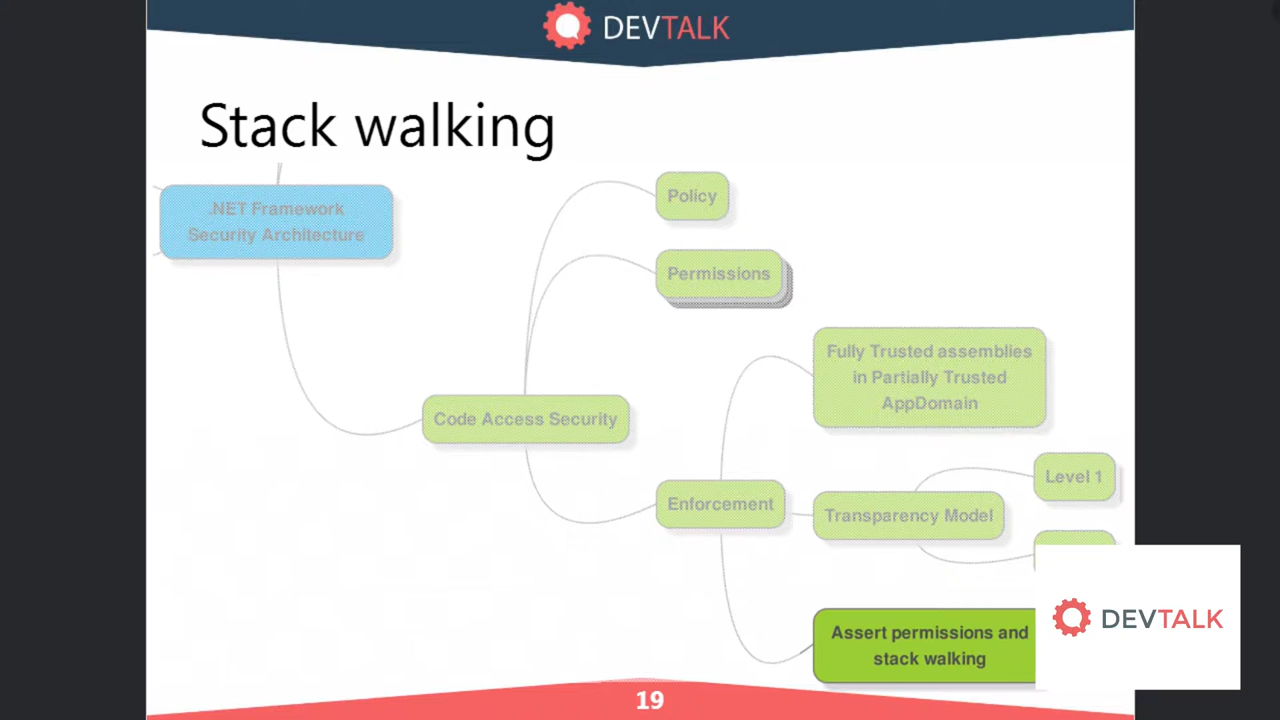 DEVTALK
Stack walking
.NET Framework
Security Architecture
Policy
Permissions
Fully Trusted assemblies
in Partially Trusted
AppDomain
Code Access Security
Level 1
Enforcement
Transparency Model
DEVTALK
Assert permissions and
stack walking
19